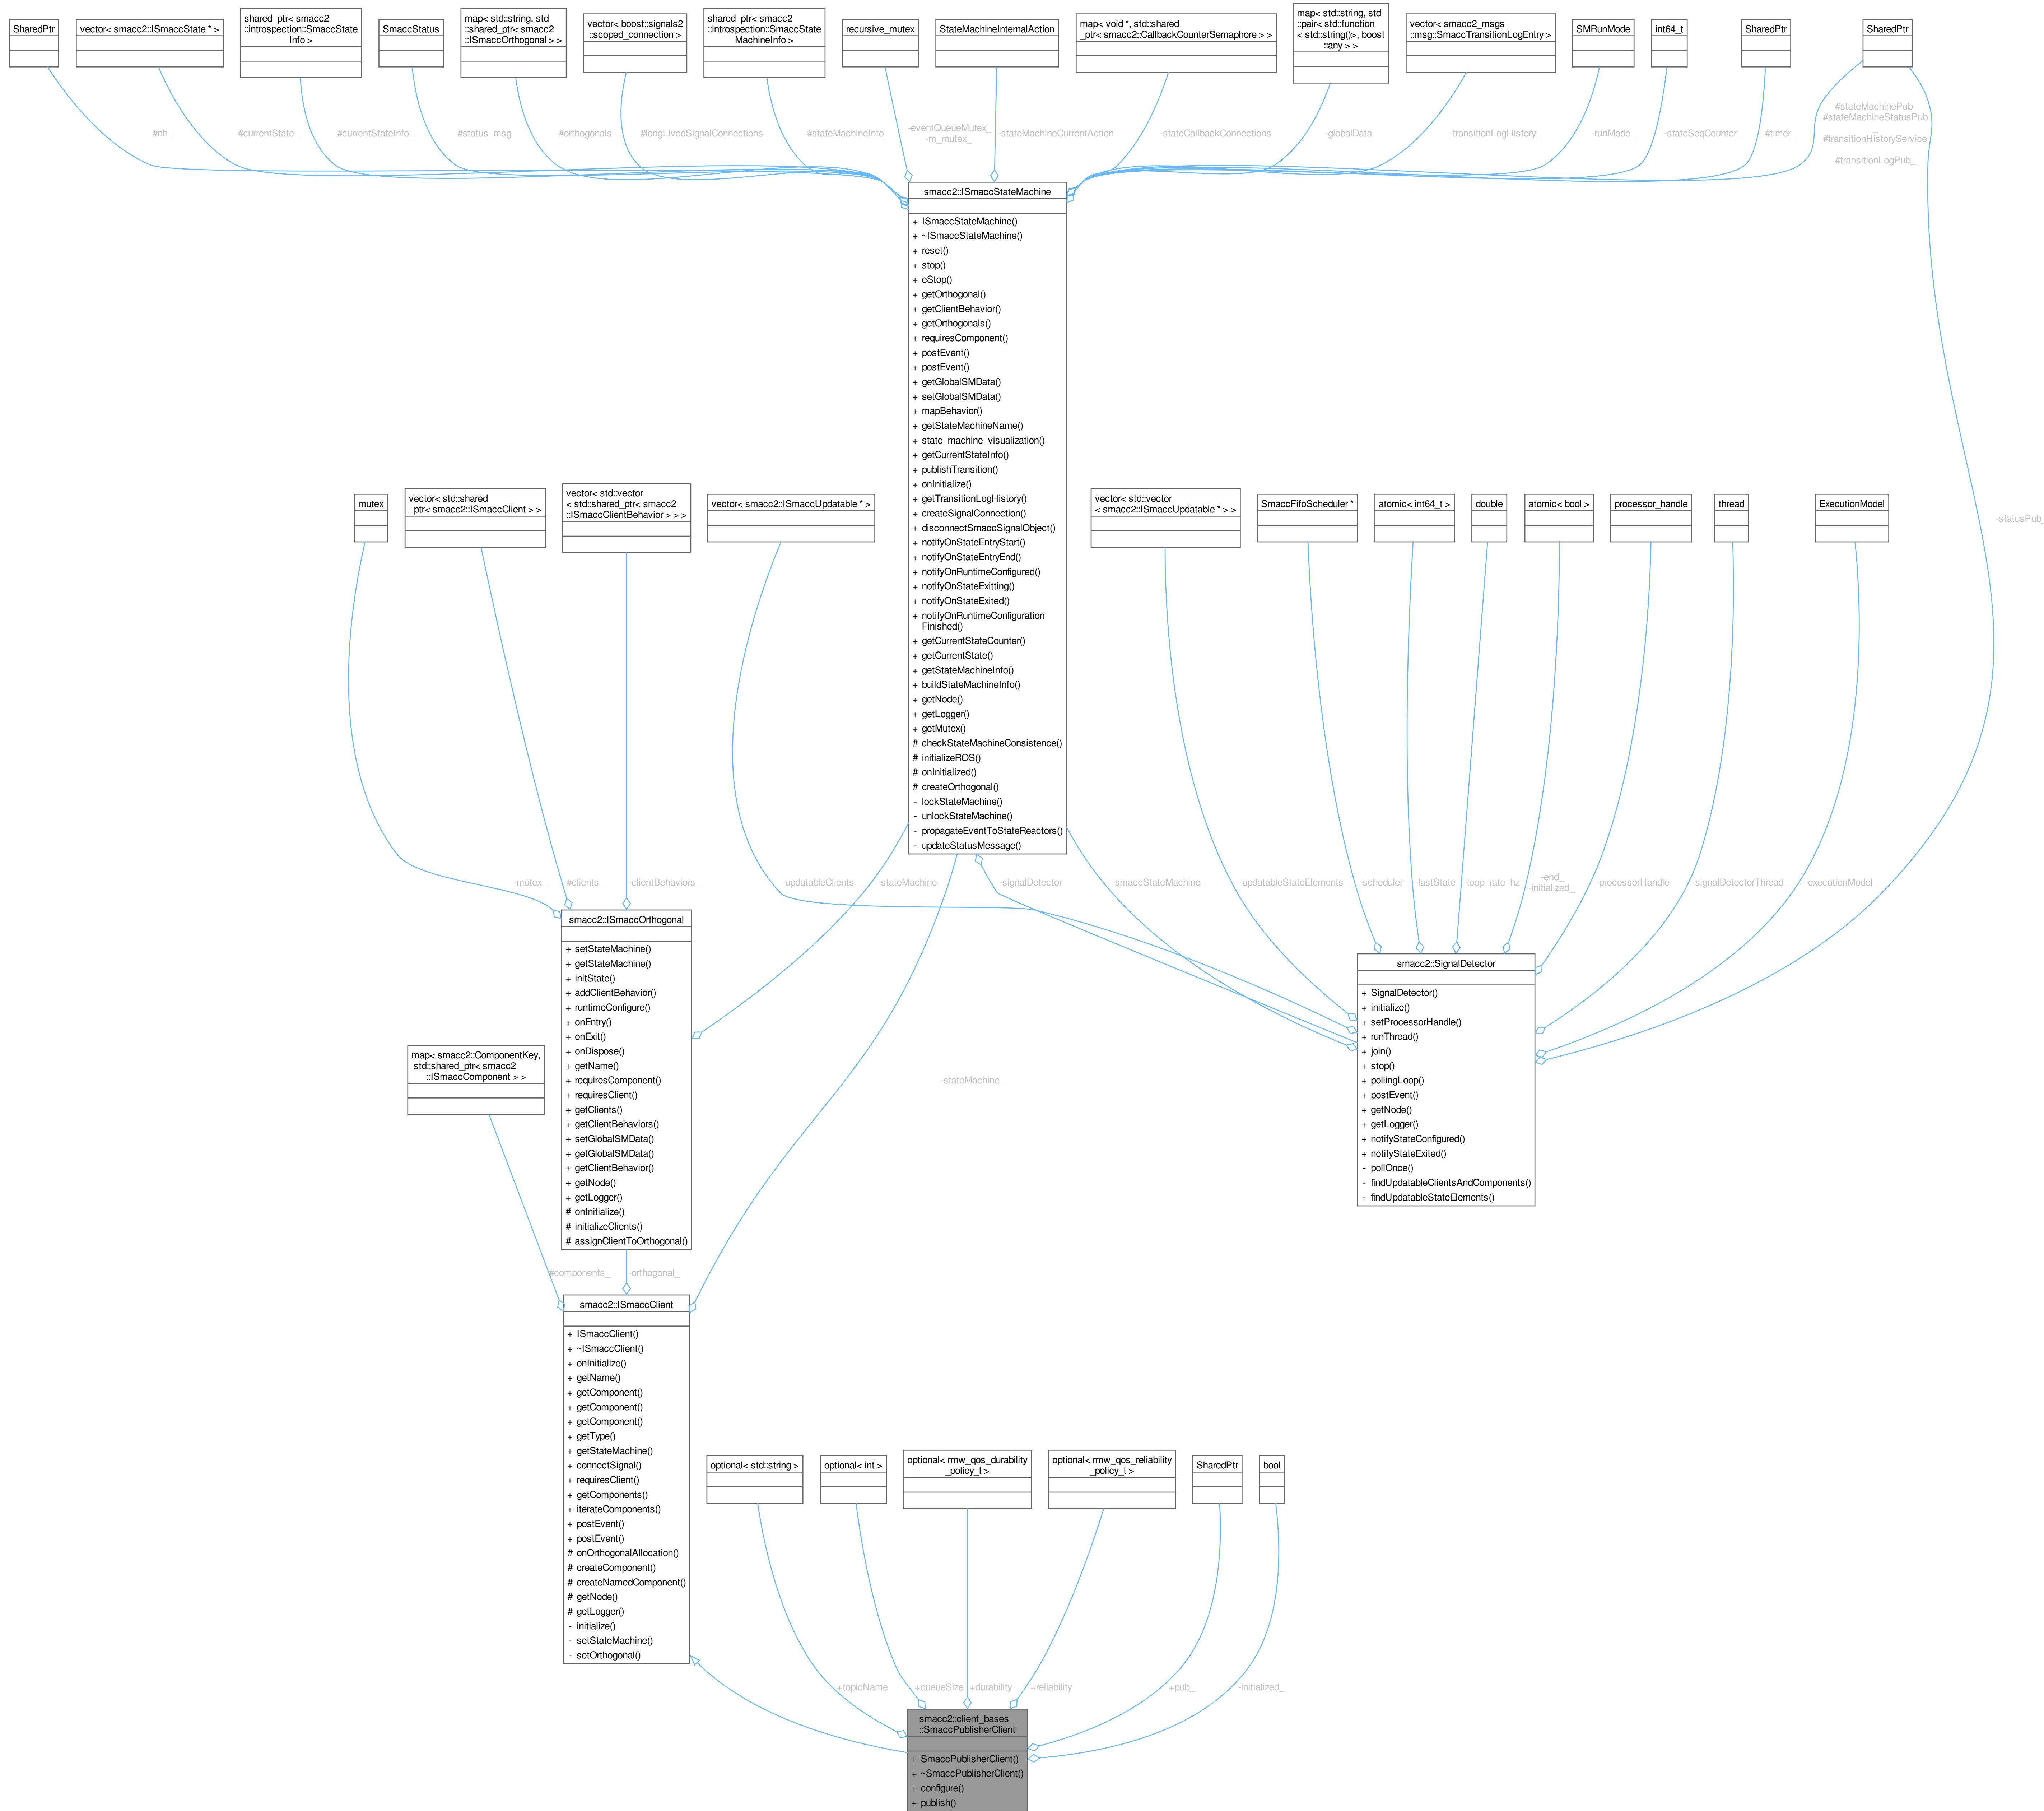 SharedPtr
vector< smacc2::ISmaccState * >
shared_ptr< smacc2
::introspection::SmaccState
Info >
SmaccStatus
map< std::string, std
::shared_ptr< smacc2
::ISmaccOrthogonal > >
vector< boost::signals2
::scoped_connection >
shared_ptr< smacc2
::introspection::SmaccState
MachineInfo >
recursive_mutex
StateMachineInternalAction
map< void *, std::shared
_ptr< smacc2::CallbackCounterSemaphore > >
map< std::string, std
::pair< std::function
< std::string()>, boost
::any > >
vector< smacc2_msgs
::msg::SmaccTransitionLogEntry >
SMRunMode
int64_t
SharedPtr
SharedPtr
#nh_
#currentState_
#currentStateInfo_
#status_msg_
#orthogonals_
#longLivedSignalConnections_
#stateMachineInfo_
-eventQueueMutex_
-m_mutex_
-stateMachineCurrentAction
-stateCallbackConnections
-globalData_
-transitionLogHistory_
-runMode_
-stateSeqCounter_
#timer_
#stateMachinePub_
#stateMachineStatusPub
_
#transitionHistoryService
_
#transitionLogPub_
smacc2::ISmaccStateMachine
+ ISmaccStateMachine()
+ ~ISmaccStateMachine()
+ reset()
+ stop()
+ eStop()
+ getOrthogonal()
+ getClientBehavior()
+ getOrthogonals()
+ requiresComponent()
+ postEvent()
+ postEvent()
+ getGlobalSMData()
+ setGlobalSMData()
+ mapBehavior()
+ getStateMachineName()
+ state_machine_visualization()
+ getCurrentStateInfo()
+ publishTransition()
+ onInitialize()
+ getTransitionLogHistory()
+ createSignalConnection()
+ disconnectSmaccSignalObject()
+ notifyOnStateEntryStart()
+ notifyOnStateEntryEnd()
+ notifyOnRuntimeConfigured()
+ notifyOnStateExitting()
+ notifyOnStateExited()
+ notifyOnRuntimeConfiguration
Finished()
+ getCurrentStateCounter()
+ getCurrentState()
+ getStateMachineInfo()
+ buildStateMachineInfo()
+ getNode()
+ getLogger()
+ getMutex()
# checkStateMachineConsistence()
# initializeROS()
# onInitialized()
# createOrthogonal()
- lockStateMachine()
- unlockStateMachine()
- propagateEventToStateReactors()
- updateStatusMessage()
mutex
vector< std::shared
_ptr< smacc2::ISmaccClient > >
vector< std::vector
< std::shared_ptr< smacc2
::ISmaccClientBehavior > > >
vector< smacc2::ISmaccUpdatable * >
vector< std::vector
< smacc2::ISmaccUpdatable * > >
SmaccFifoScheduler *
atomic< int64_t >
double
atomic< bool >
processor_handle
thread
ExecutionModel
-statusPub_
-mutex_
#clients_
-clientBehaviors_
-updatableClients_
-stateMachine_
-signalDetector_
-smaccStateMachine_
-updatableStateElements_
-scheduler_
-lastState_
-loop_rate_hz
-end_
-initialized_
-processorHandle_
-signalDetectorThread_
-executionModel_
smacc2::ISmaccOrthogonal
+ setStateMachine()
+ getStateMachine()
+ initState()
+ addClientBehavior()
+ runtimeConfigure()
+ onEntry()
+ onExit()
+ onDispose()
+ getName()
+ requiresComponent()
+ requiresClient()
+ getClients()
+ getClientBehaviors()
+ setGlobalSMData()
+ getGlobalSMData()
+ getClientBehavior()
+ getNode()
+ getLogger()
# onInitialize()
# initializeClients()
# assignClientToOrthogonal()
smacc2::SignalDetector
+ SignalDetector()
+ initialize()
+ setProcessorHandle()
+ runThread()
+ join()
+ stop()
+ pollingLoop()
+ postEvent()
+ getNode()
+ getLogger()
+ notifyStateConfigured()
+ notifyStateExited()
- pollOnce()
- findUpdatableClientsAndComponents()
- findUpdatableStateElements()
map< smacc2::ComponentKey,
std::shared_ptr< smacc2
::ISmaccComponent > >
-stateMachine_
#components_
-orthogonal_
smacc2::ISmaccClient
+ ISmaccClient()
+ ~ISmaccClient()
+ onInitialize()
+ getName()
+ getComponent()
+ getComponent()
+ getComponent()
+ getType()
+ getStateMachine()
+ connectSignal()
+ requiresClient()
+ getComponents()
+ iterateComponents()
+ postEvent()
+ postEvent()
# onOrthogonalAllocation()
# createComponent()
# createNamedComponent()
# getNode()
# getLogger()
- initialize()
- setStateMachine()
- setOrthogonal()
optional< std::string >
optional< int >
optional< rmw_qos_durability
_policy_t >
optional< rmw_qos_reliability
_policy_t >
SharedPtr
bool
+topicName
+queueSize
+durability
+reliability
+pub_
-initialized_
smacc2::client_bases
::SmaccPublisherClient
+ SmaccPublisherClient()
+ ~SmaccPublisherClient()
+ configure()
+ publish()